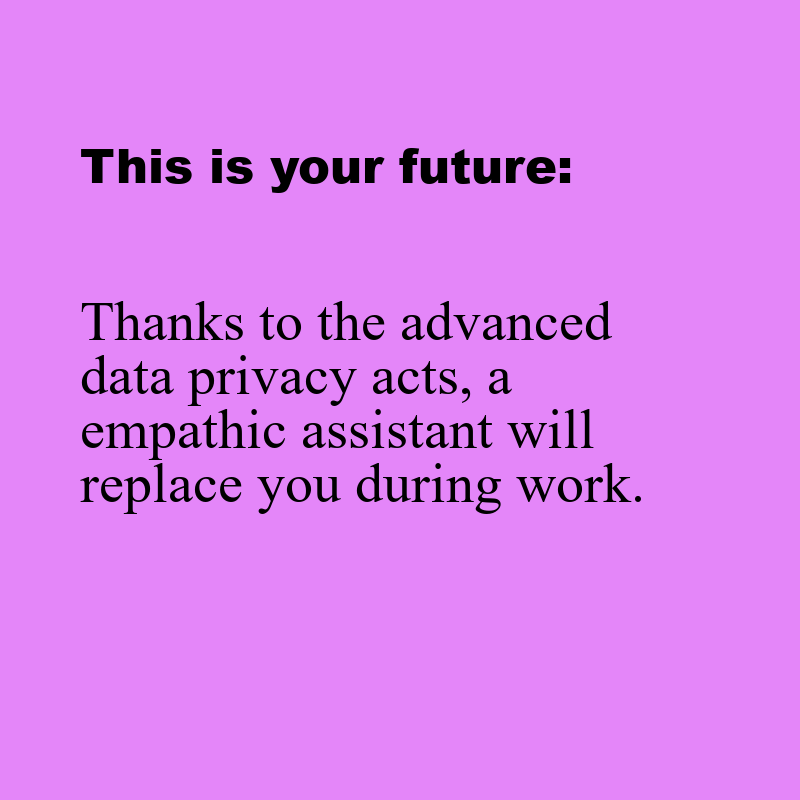 This is your future:
Thanks to the advanced
data privacy acts, a
empathic assistant will
replace you during work.